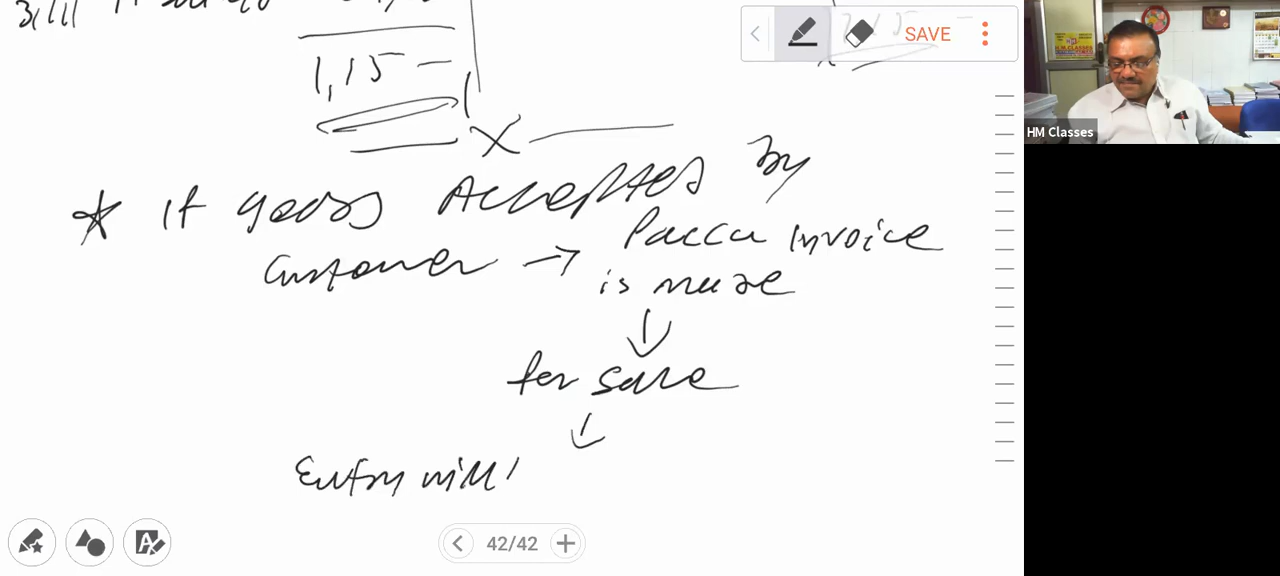 SAVE
1,15 -
X
* If goods Accepted by
customer → Pacca Invoice
is made
↓
for sale
↓
Entry will
42/42
HM Classes